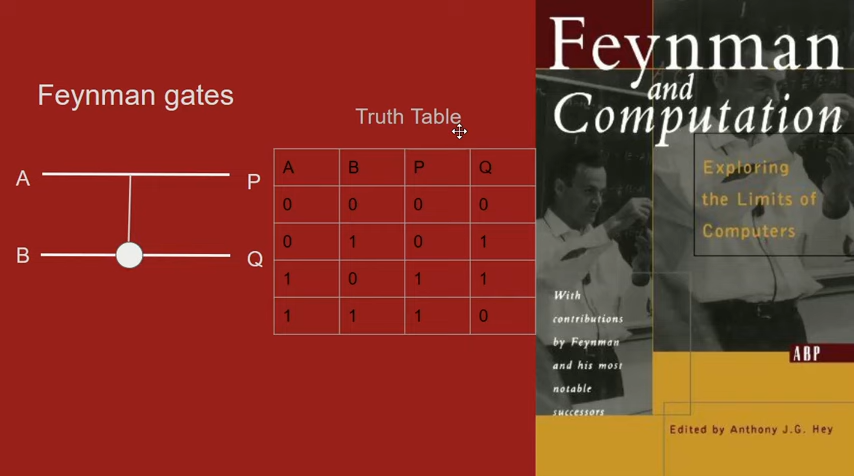 Feynman gates
A
P
B
Q
Truth Table
A B P Q
0 0 0 0
0 1 0 1
1 0 1 1
1 1 1 0
Feynman
and
Computation
Exploring
the Limits of
Computers
With
contributions
by Feynman
and his most
notable
successors
ABP
Edited by Anthony J.G. Hey